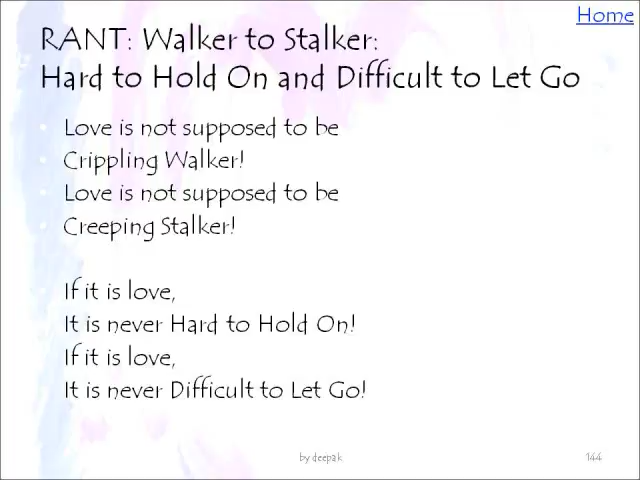 Home
RANT: Walker to Stalker:
Hard to Hold On and Difficult to Let Go
Love is not supposed to be
Crippling Walker!
Love is not supposed to be
Creeping Stalker!
If it is love,
It is never Hard to Hold On!
If it is love,
It is never Difficult to Let Go!
by deepak
144